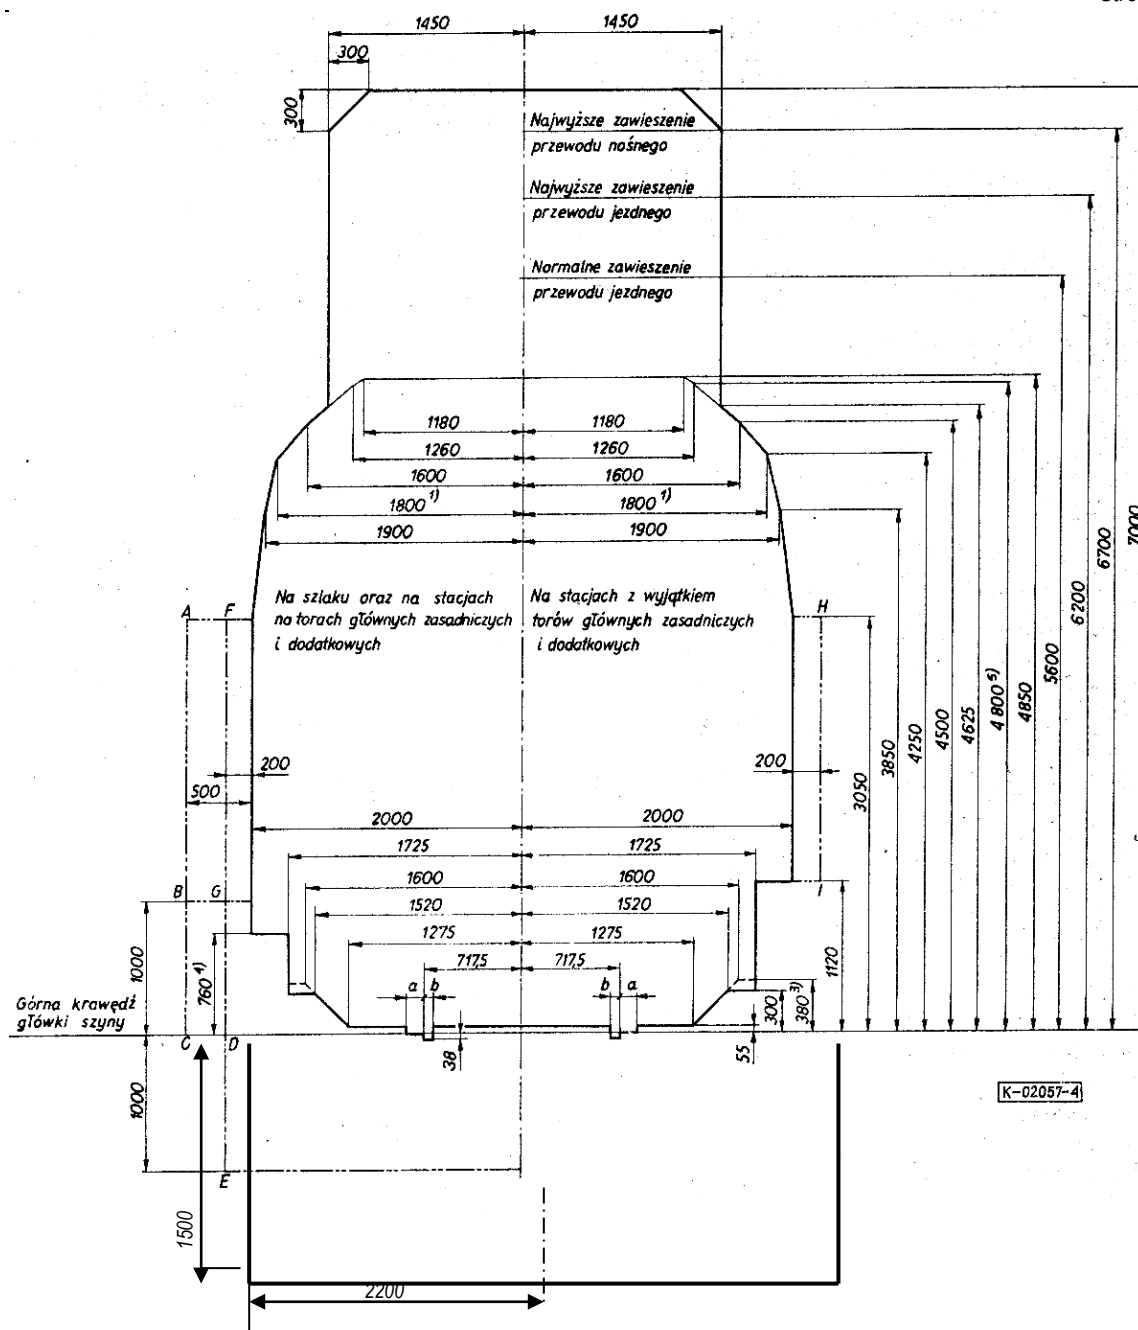 1450
1450
300
300
Najwyższe zawieszenie
przewodu nośnego
Najwyższe zawieszenie
przewodu jezdnego
Normalne zawieszenie
przewodu jezdnego
1180
1180
1260
1260
1600
1600
1800 1)
1800 1)
1900
1900
Na szlaku oraz na stacjach
na torach głównych zasadniczych
i dodatkowych
Na stacjach z wyjątkiem
torów głównych zasadniczych
i dodatkowych
A
F
H
200
500
200
2000
2000
1725
1725
1600
1600
1520
1520
1275
1275
717,5
717,5
a
b
b
a
B
G
I
1000
760 4)
Górna krawędź
główki szyny
C
D
38
55
300
380 3)
1120
3050
3850
4250
4500
4625
4800 5)
4850
5600
6200
6700
7000
1000
E
1500
2200
K-02057-4